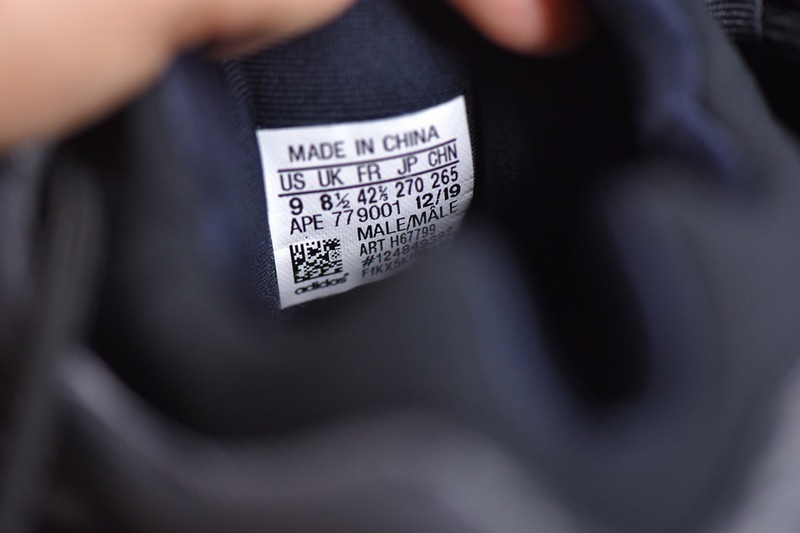 MADE IN CHINA
US UK FR JP CHN
9 8½ 42⅔ 270 265
APE 779001 12/19
MALE/MÂLE
ART H67799
adidas